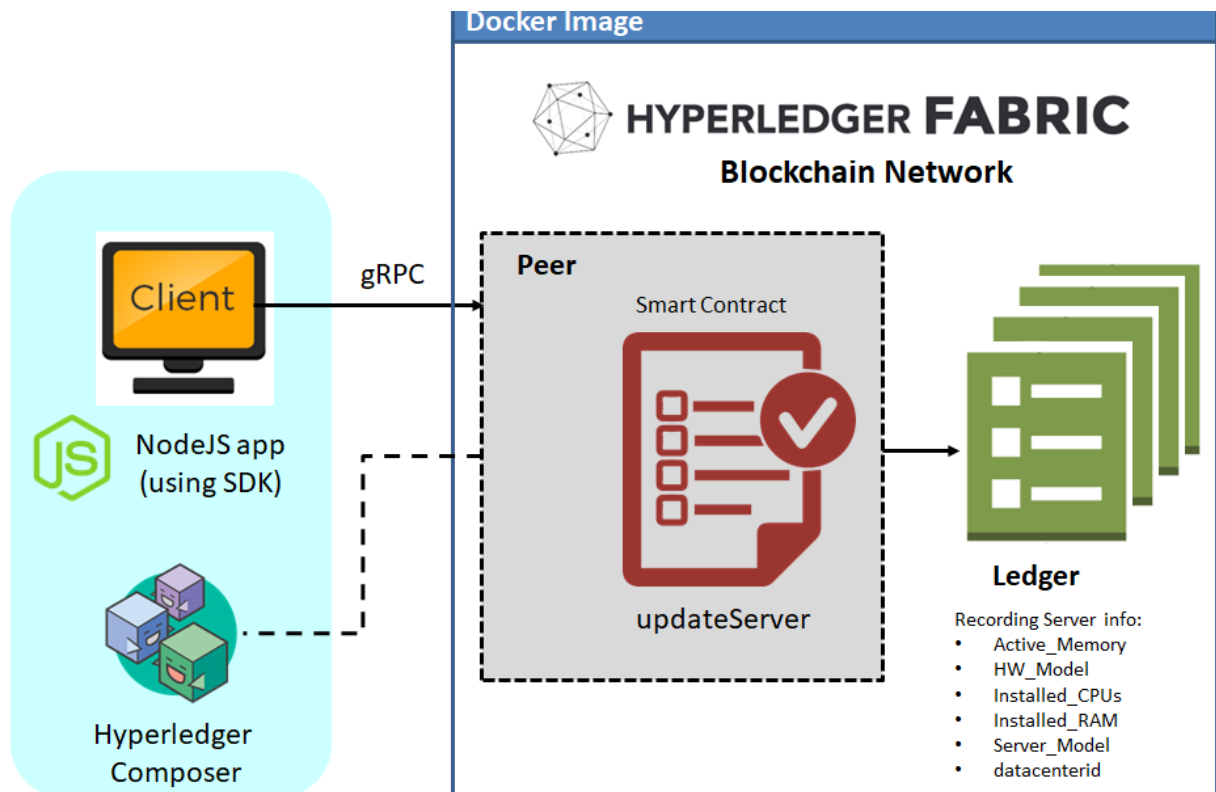 Docker Image
HYPERLEDGER FABRIC
Blockchain Network
Client
gRPC
Peer
Smart Contract
updateServer
JS
NodeJS app
(using SDK)
Hyperledger
Composer
Ledger
Recording Server info:
• Active_Memory
• HW_Model
• Installed_CPUs
• Installed_RAM
• Server_Model
• datacenterid